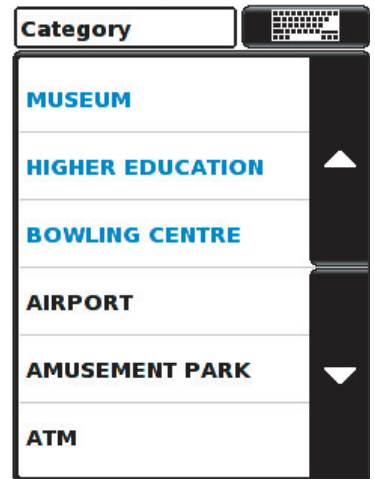 Category
MUSEUM
HIGHER EDUCATION
BOWLING CENTRE
AIRPORT
AMUSEMENT PARK
ATM